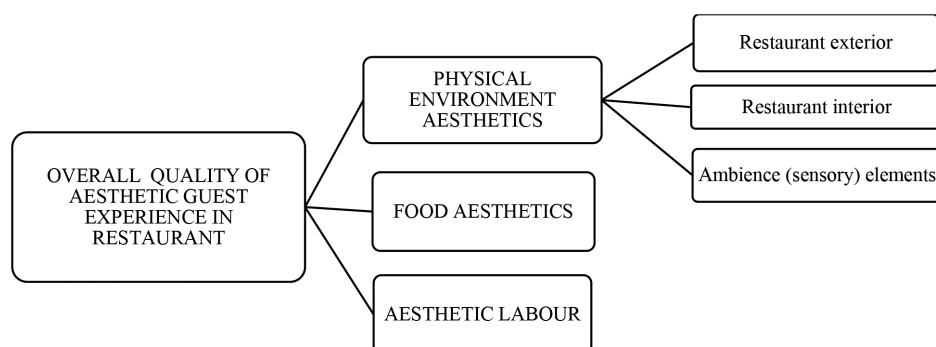 OVERALL QUALITY OF
AESTHETIC GUEST
EXPERIENCE IN
RESTAURANT
PHYSICAL
ENVIRONMENT
AESTHETICS
FOOD AESTHETICS
AESTHETIC LABOUR
Restaurant exterior
Restaurant interior
Ambience (sensory) elements